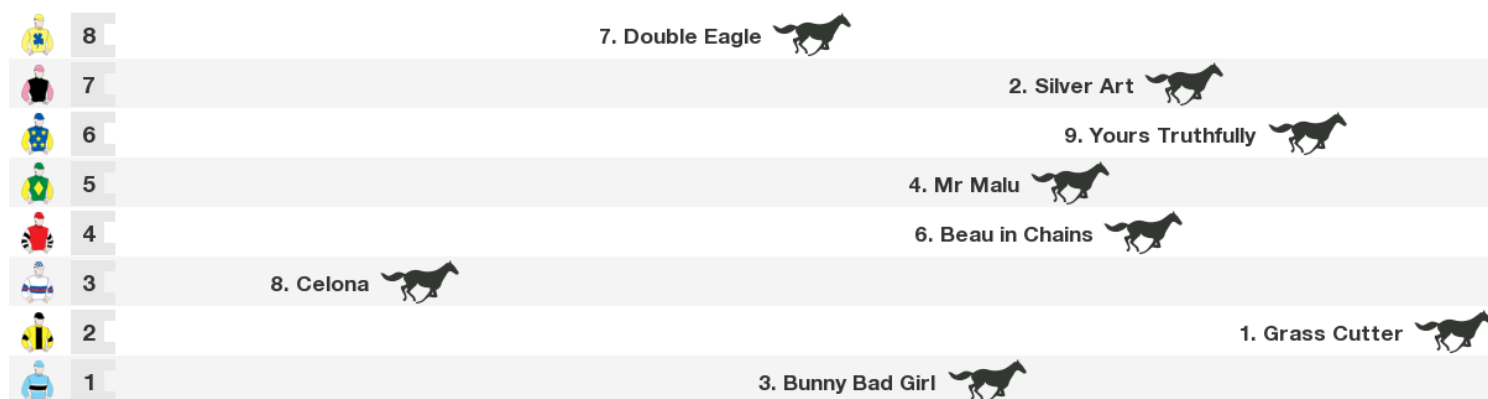 8 7. Double Eagle
7 2. Silver Art
6 9. Yours Truthfully
5 4. Mr Malu
4 6. Beau in Chains
3 8. Celona
2 1. Grass Cutter
1 3. Bunny Bad Girl